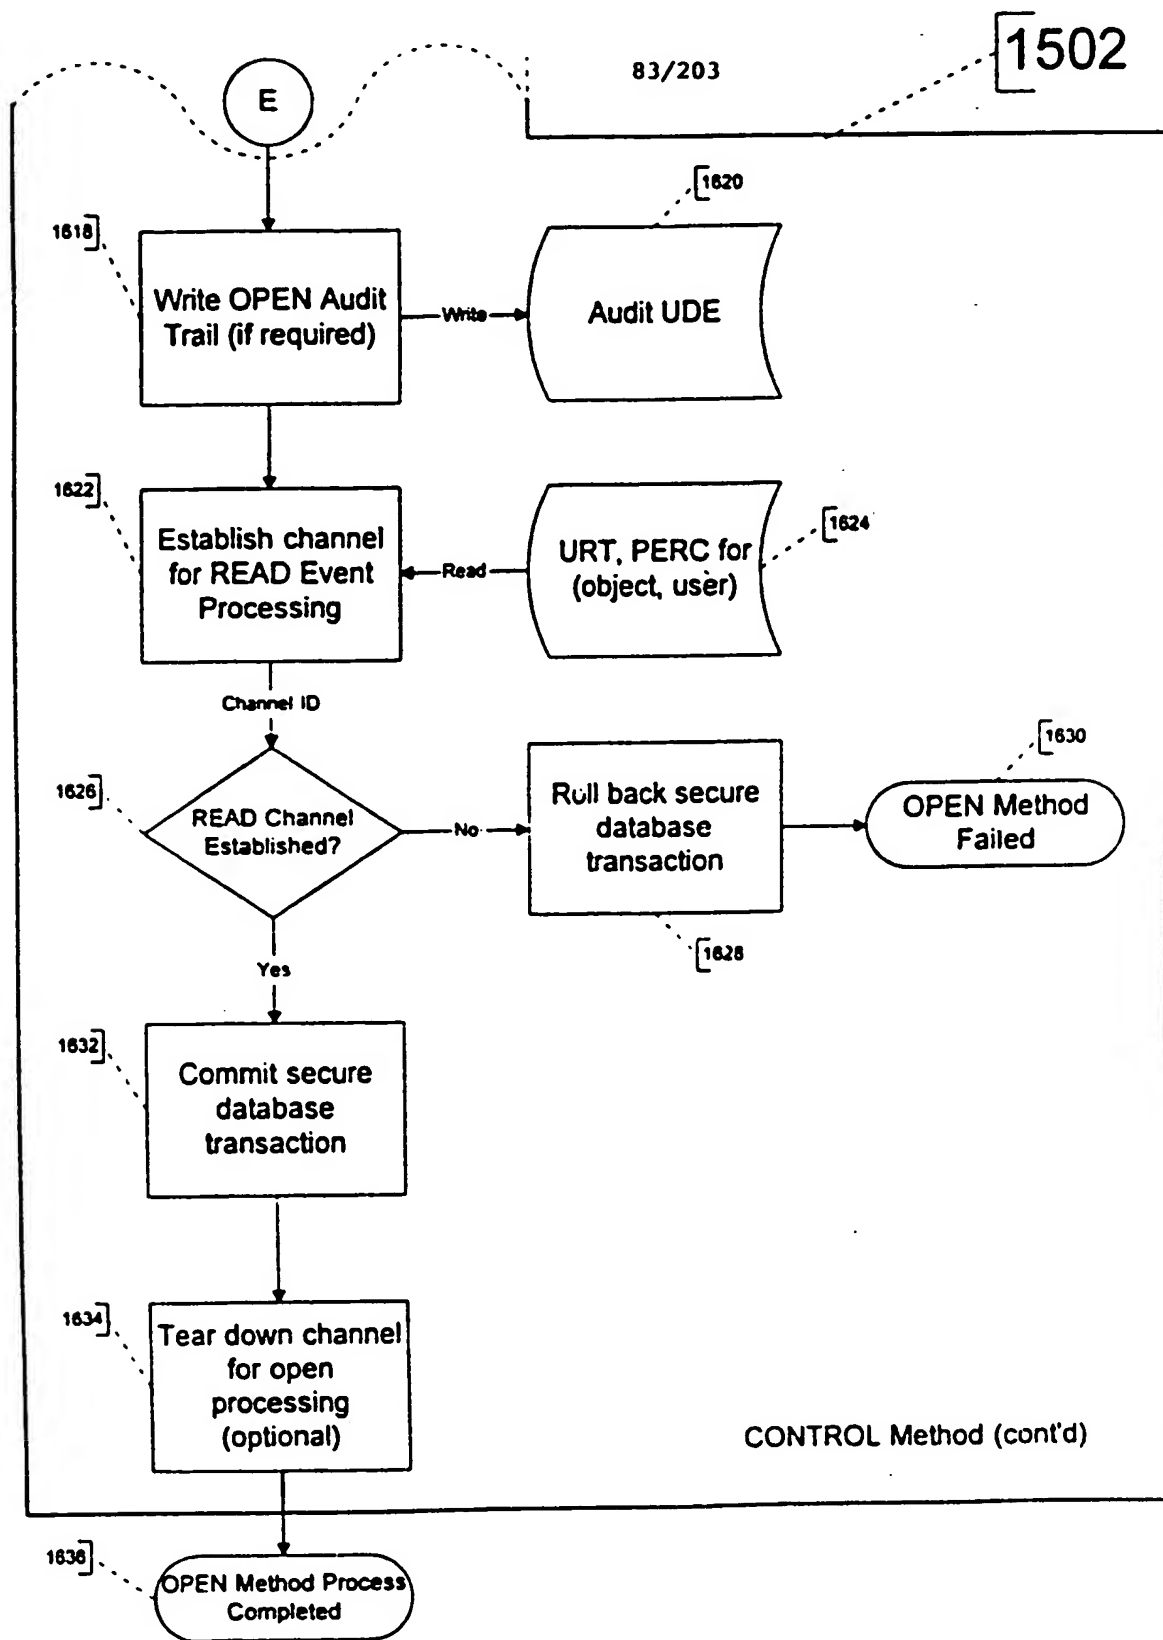 83/203
1502
E
1620
1618
Write OPEN Audit
Trail (if required)
Write
Audit UDE
1622
Establish channel
for READ Event
Processing
Read
URT, PERC for
(object, user)
1624
Channel ID
1626
READ Channel
Established?
No
Roll back secure
database
transaction
1628
1630
OPEN Method
Failed
Yes
1632
Commit secure
database
transaction
1634
Tear down channel
for open
processing
(optional)
CONTROL Method (cont'd)
1636
OPEN Method Process
Completed